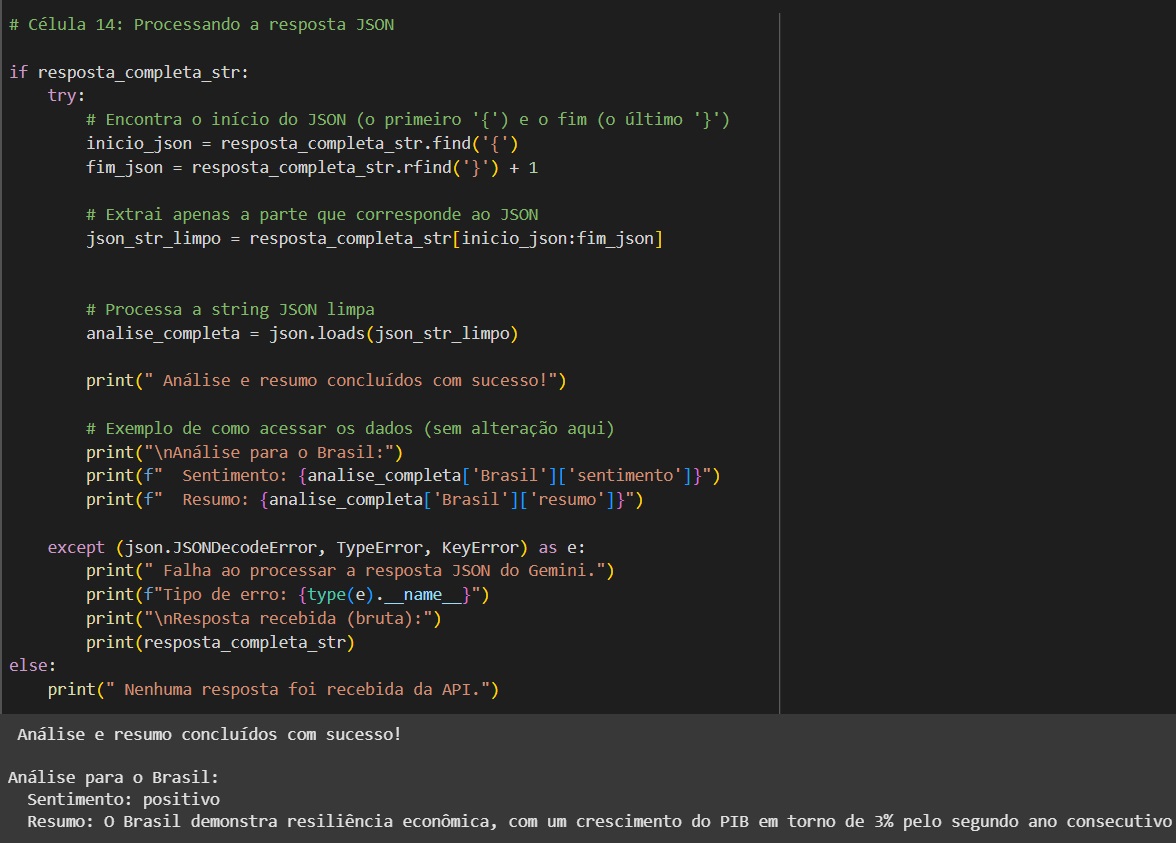 # Célula 14: Processando a resposta JSON
if resposta_completa_str:
try:
# Encontra o início do JSON (o primeiro '{') e o fim (o último '}')
inicio_json = resposta_completa_str.find('{')
fim_json = resposta_completa_str.rfind('}') + 1
# Extrai apenas a parte que corresponde ao JSON
json_str_limpo = resposta_completa_str[inicio_json:fim_json]
# Processa a string JSON limpa
analise_completa = json.loads(json_str_limpo)
print(" Análise e resumo concluídos com sucesso!")
# Exemplo de como acessar os dados (sem alteração aqui)
print("\nAnálise para o Brasil:")
print(f"  Sentimento: {analise_completa['Brasil']['sentimento']}")
print(f"  Resumo: {analise_completa['Brasil']['resumo']}")
except (json.JSONDecodeError, TypeError, KeyError) as e:
print(" Falha ao processar a resposta JSON do Gemini.")
print(f"Tipo de erro: {type(e).__name__}")
print("\nResposta recebida (bruta):")
print(resposta_completa_str)
else:
print(" Nenhuma resposta foi recebida da API.")
Análise e resumo concluídos com sucesso!
Análise para o Brasil:
Sentimento: positivo
Resumo: O Brasil demonstra resiliência econômica, com um crescimento do PIB em torno de 3% pelo segundo ano consecutivo